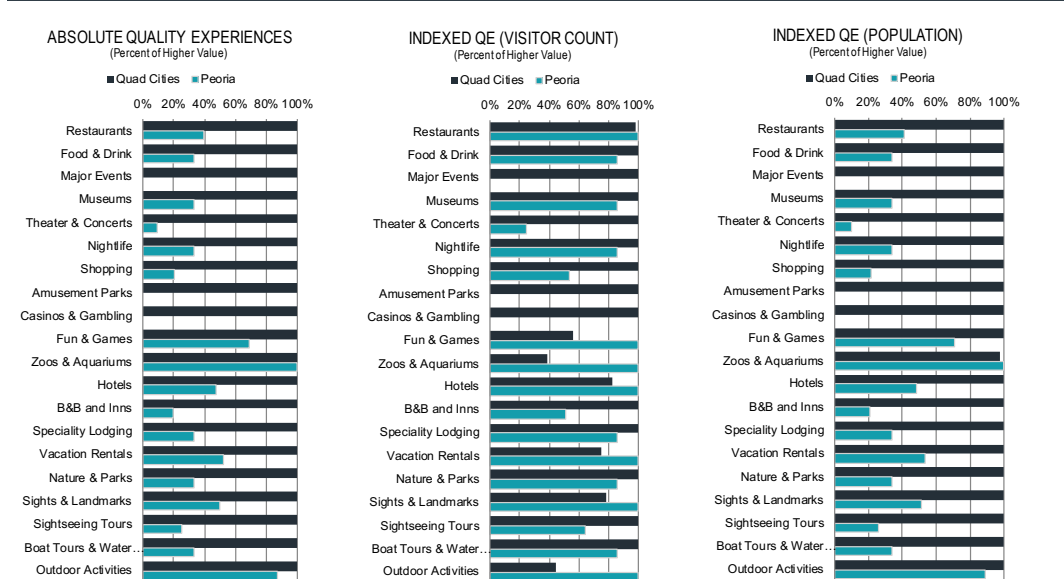 ABSOLUTE QUALITY EXPERIENCES
(Percent of Higher Value)
Quad Cities Peoria
0% 20% 40% 60% 80% 100%
Restaurants
Food & Drink
Major Events
Museums
Theater & Concerts
Nightlife
Shopping
Amusement Parks
Casinos & Gambling
Fun & Games
Zoos & Aquariums
Hotels
B&B and Inns
Speciality Lodging
Vacation Rentals
Nature & Parks
Sights & Landmarks
Sightseeing Tours
Boat Tours & Water…
Outdoor Activities
INDEXED QE (VISITOR COUNT)
(Percent of Higher Value)
Quad Cities Peoria
0% 20% 40% 60% 80% 100%
Restaurants
Food & Drink
Major Events
Museums
Theater & Concerts
Nightlife
Shopping
Amusement Parks
Casinos & Gambling
Fun & Games
Zoos & Aquariums
Hotels
B&B and Inns
Speciality Lodging
Vacation Rentals
Nature & Parks
Sights & Landmarks
Sightseeing Tours
Boat Tours & Water…
Outdoor Activities
INDEXED QE (POPULATION)
(Percent of Higher Value)
Quad Cities Peoria
0% 20% 40% 60% 80% 100%
Restaurants
Food & Drink
Major Events
Museums
Theater & Concerts
Nightlife
Shopping
Amusement Parks
Casinos & Gambling
Fun & Games
Zoos & Aquariums
Hotels
B&B and Inns
Speciality Lodging
Vacation Rentals
Nature & Parks
Sights & Landmarks
Sightseeing Tours
Boat Tours & Water…
Outdoor Activities